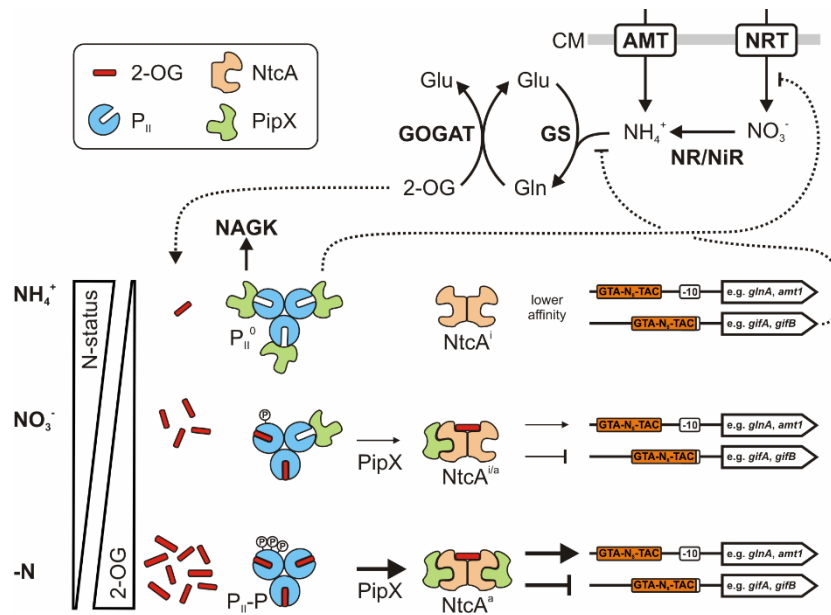 2-OG
NtcA
PII
PipX
CM
AMT
NRT
Glu
Glu
GOGAT
GS
NH4+
NO3-
NR/NiR
2-OG
Gln
NAGK
NH4+
N-status
PII0
NtcAi
lower
affinity
GTA-N8-TAC
-10
e.g. glnA, amt1
GTA-N8-TAC
e.g. gifA, gifB
NO3-
P
PipX
NtcAi/a
GTA-N8-TAC
-10
e.g. glnA, amt1
GTA-N8-TAC
e.g. gifA, gifB
-N
2-OG
P P P
PII-P
PipX
NtcAa
GTA-N8-TAC
-10
e.g. glnA, amt1
GTA-N8-TAC
e.g. gifA, gifB